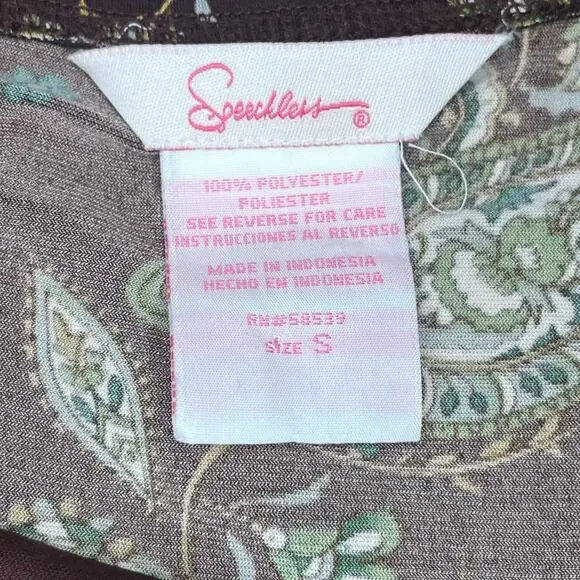 Speechless®
100% POLYESTER/
POLIESTER
SEE REVERSE FOR CARE
INSTRUCCIONES AL REVERSO
MADE IN INDONESIA
HECHO EN INDONESIA
RN#58539
SIZE S